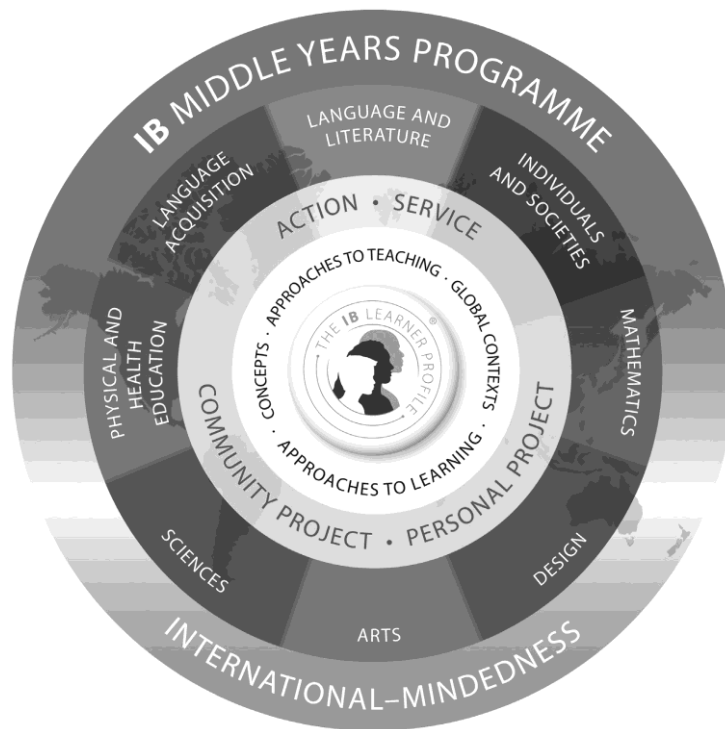 IB MIDDLE YEARS PROGRAMME
LANGUAGE AND
LITERATURE
LANGUAGE
ACQUISITION
INDIVIDUALS
AND SOCIETIES
PHYSICAL AND
HEALTH
EDUCATION
MATHEMATICS
SCIENCES
DESIGN
ARTS
ACTION · SERVICE
COMMUNITY PROJECT · PERSONAL PROJECT
· CONCEPTS · APPROACHES TO TEACHING · GLOBAL CONTEXTS
· APPROACHES TO LEARNING ·
THE IB LEARNER PROFILE
®
INTERNATIONAL–MINDEDNESS